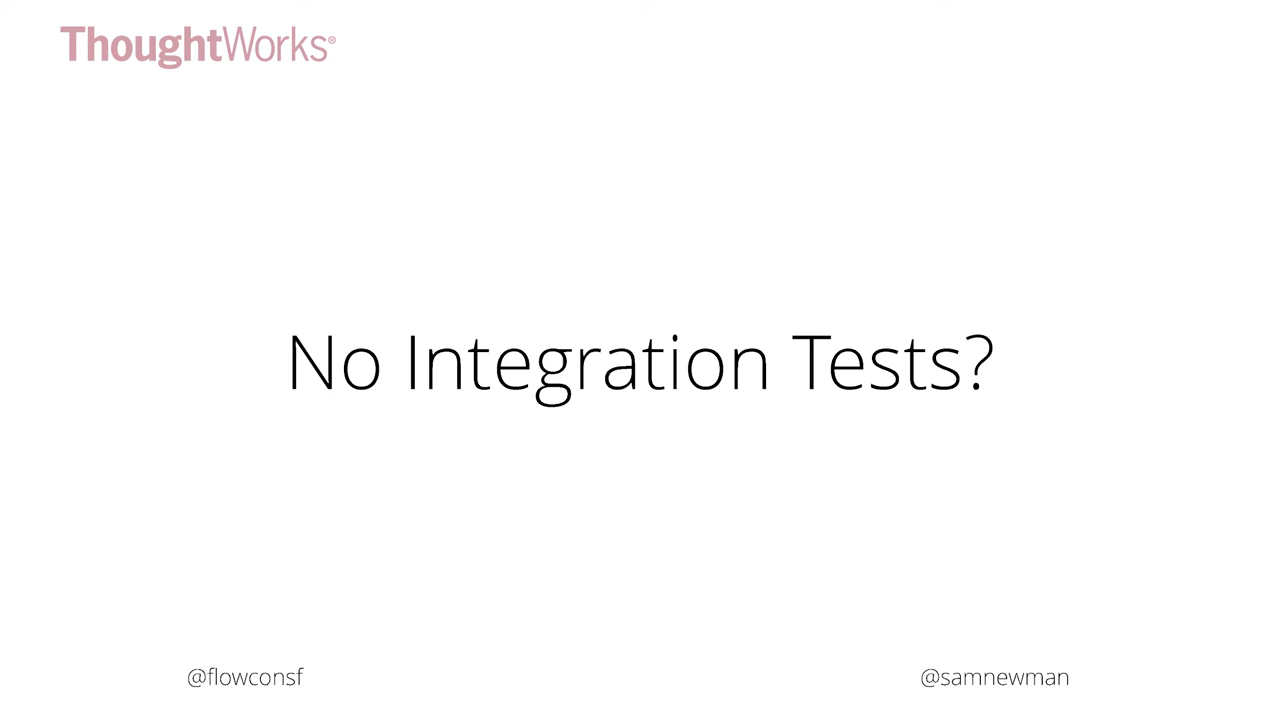 ThoughtWorks®
No Integration Tests?
@flowconsf
@samnewman